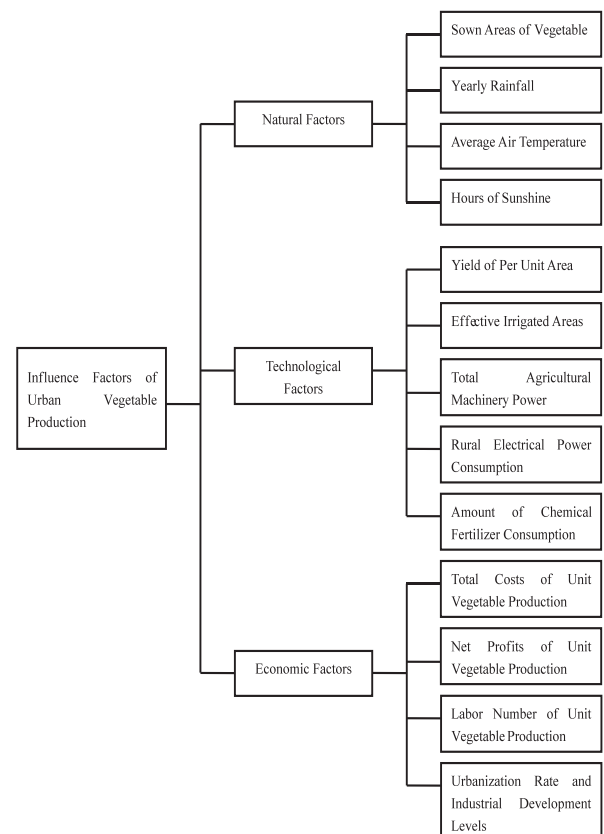 Sown Areas of Vegetable
Yearly Rainfall
Natural Factors
Average Air Temperature
Hours of Sunshine
Yield of Per Unit Area
Effective Irrigated Areas
Influence Factors of
Urban Vegetable
Production
Technological
Factors
Total Agricultural
Machinery Power
Rural Electrical Power
Consumption
Amount of Chemical
Fertilizer Consumption
Total Costs of Unit
Vegetable Production
Economic Factors
Net Profits of Unit
Vegetable Production
Labor Number of Unit
Vegetable Production
Urbanization Rate and
Industrial Development
Levels